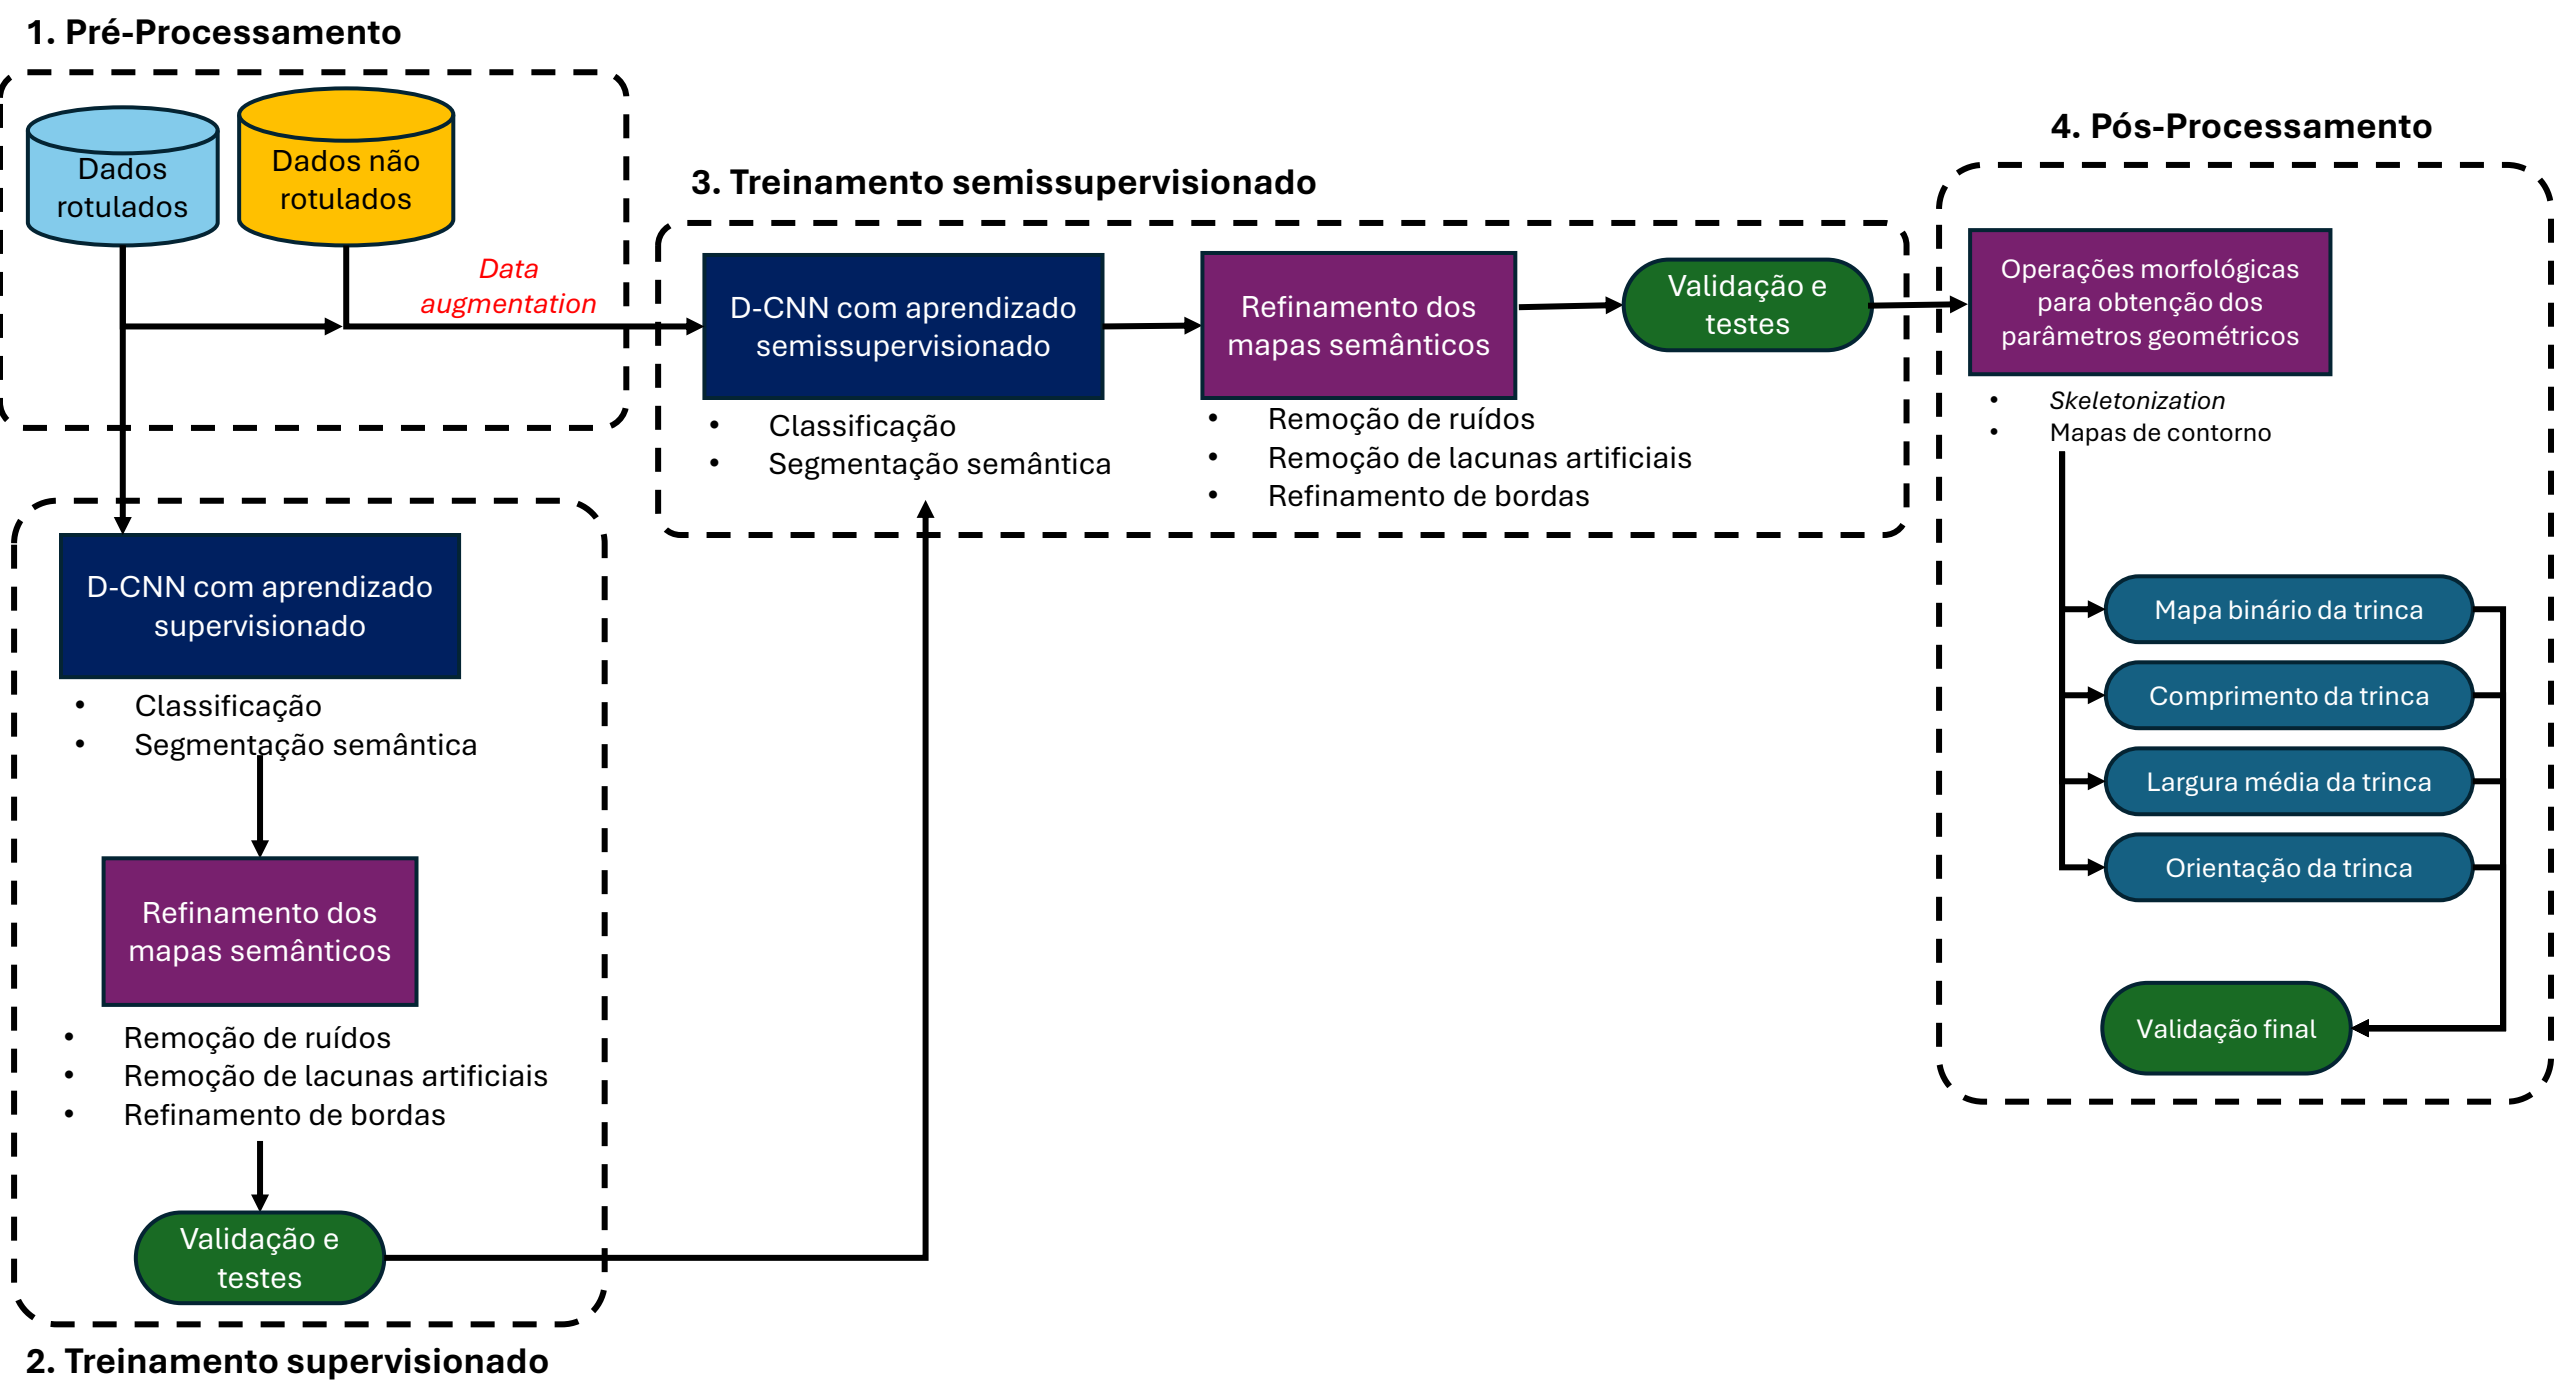 1. Pré-Processamento
Dados
rotulados
Dados não
rotulados
Data
augmentation
2. Treinamento supervisionado
D-CNN com aprendizado
supervisionado
• Classificação
• Segmentação semântica
Refinamento dos
mapas semânticos
• Remoção de ruídos
• Remoção de lacunas artificiais
• Refinamento de bordas
Validação e
testes
3. Treinamento semissupervisionado
D-CNN com aprendizado
semissupervisionado
• Classificação
• Segmentação semântica
Refinamento dos
mapas semânticos
• Remoção de ruídos
• Remoção de lacunas artificiais
• Refinamento de bordas
Validação e
testes
4. Pós-Processamento
Operações morfológicas
para obtenção dos
parâmetros geométricos
• Skeletonization
• Mapas de contorno
Mapa binário da trinca
Comprimento da trinca
Largura média da trinca
Orientação da trinca
Validação final